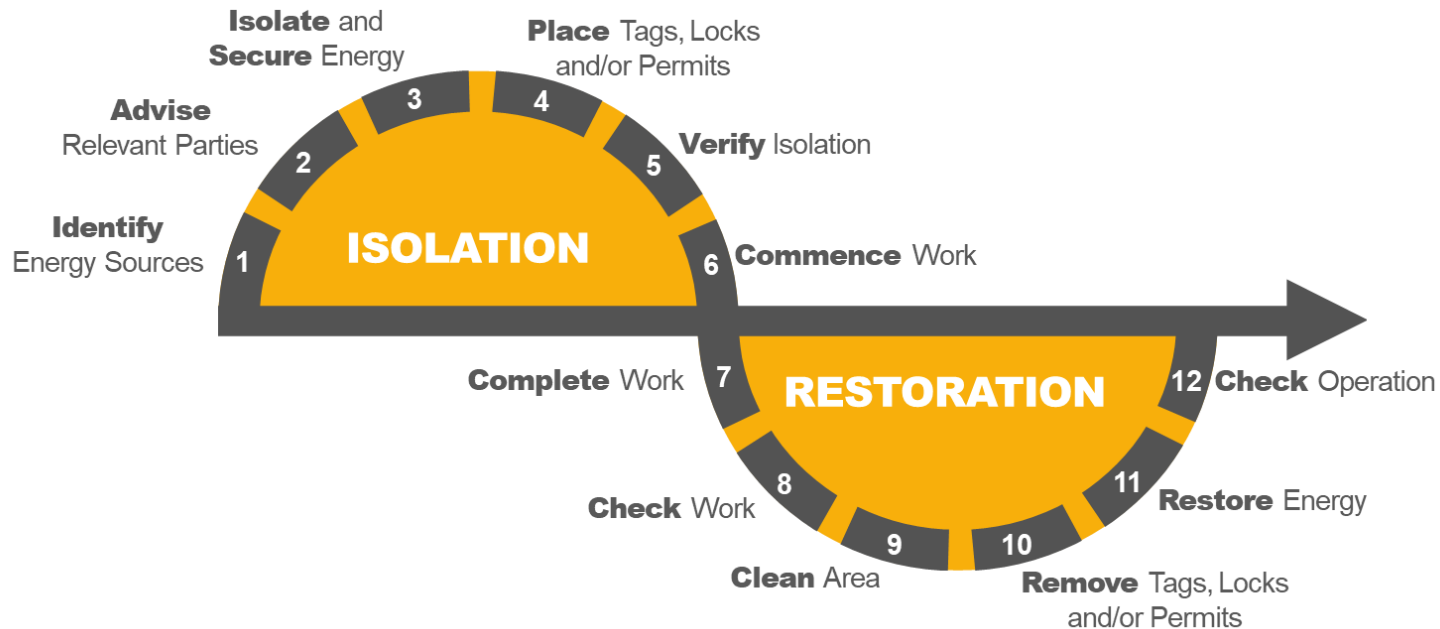 Isolate and
Secure Energy
Place Tags, Locks
and/or Permits
3
4
Advise
Relevant Parties
2
Verify Isolation
5
Identify
Energy Sources
1
ISOLATION
6
Commence Work
Complete Work
7
RESTORATION
12
Check Operation
Check Work
8
11
Restore Energy
9
10
Clean Area
Remove Tags, Locks
and/or Permits